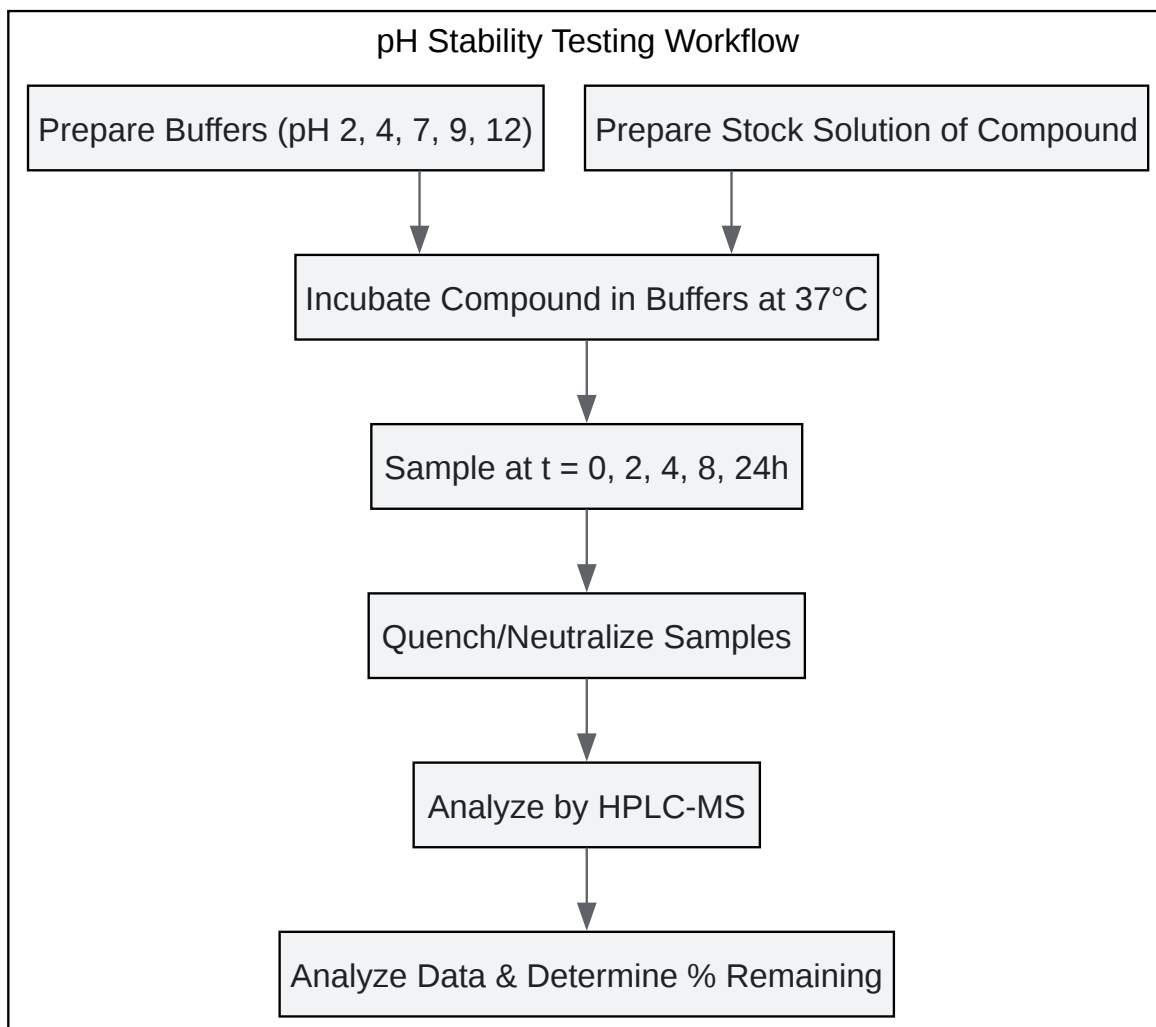 pH Stability Testing Workflow
Prepare Buffers (pH 2, 4, 7, 9, 12)
Prepare Stock Solution of Compound
Incubate Compound in Buffers at 37°C
Sample at t = 0, 2, 4, 8, 24h
Quench/Neutralize Samples
Analyze by HPLC-MS
Analyze Data & Determine % Remaining